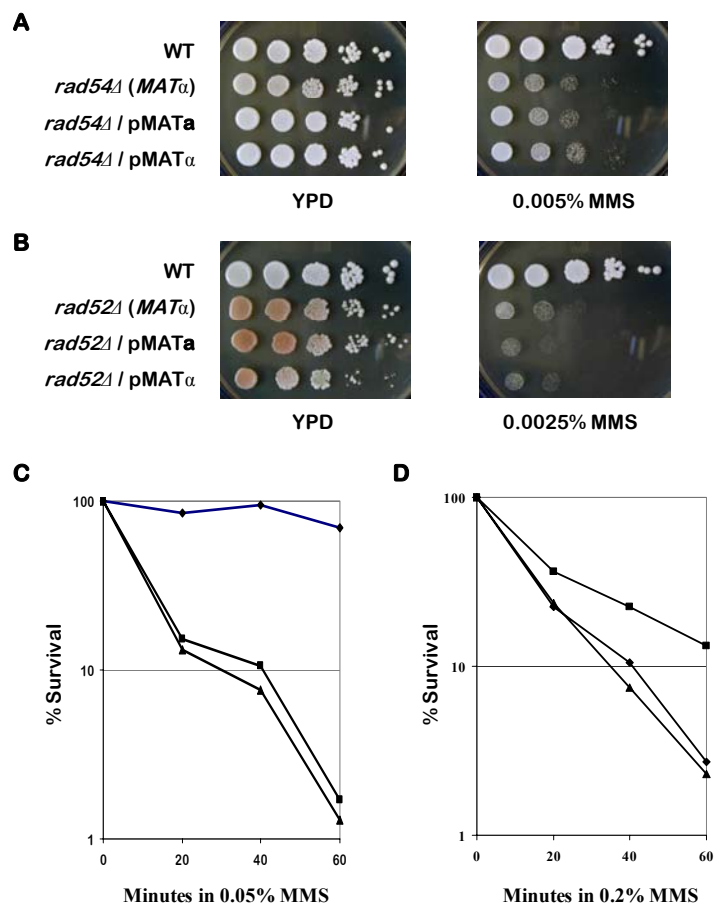 A
WT
rad54Δ (MATα)
rad54Δ / pMATa
rad54Δ / pMATα
YPD
0.005% MMS
B
WT
rad52Δ (MATα)
rad52Δ / pMATa
rad52Δ / pMATα
YPD
0.0025% MMS
C
100
10
1
% Survival
0 20 40 60
Minutes in 0.05% MMS
D
100
10
1
% Survival
0 20 40 60
Minutes in 0.2% MMS